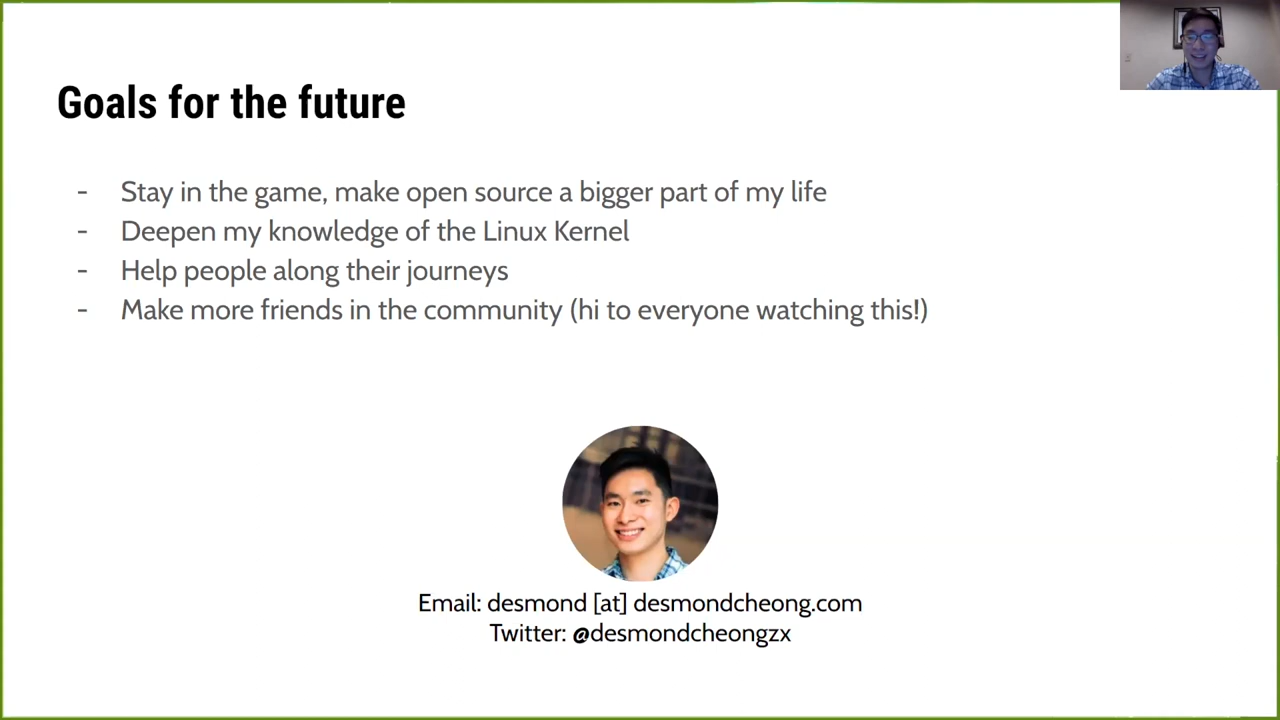 Goals for the future
- Stay in the game, make open source a bigger part of my life
- Deepen my knowledge of the Linux Kernel
- Help people along their journeys
- Make more friends in the community (hi to everyone watching this!)
Email: desmond [at] desmondcheong.com
Twitter: @desmondcheongzx